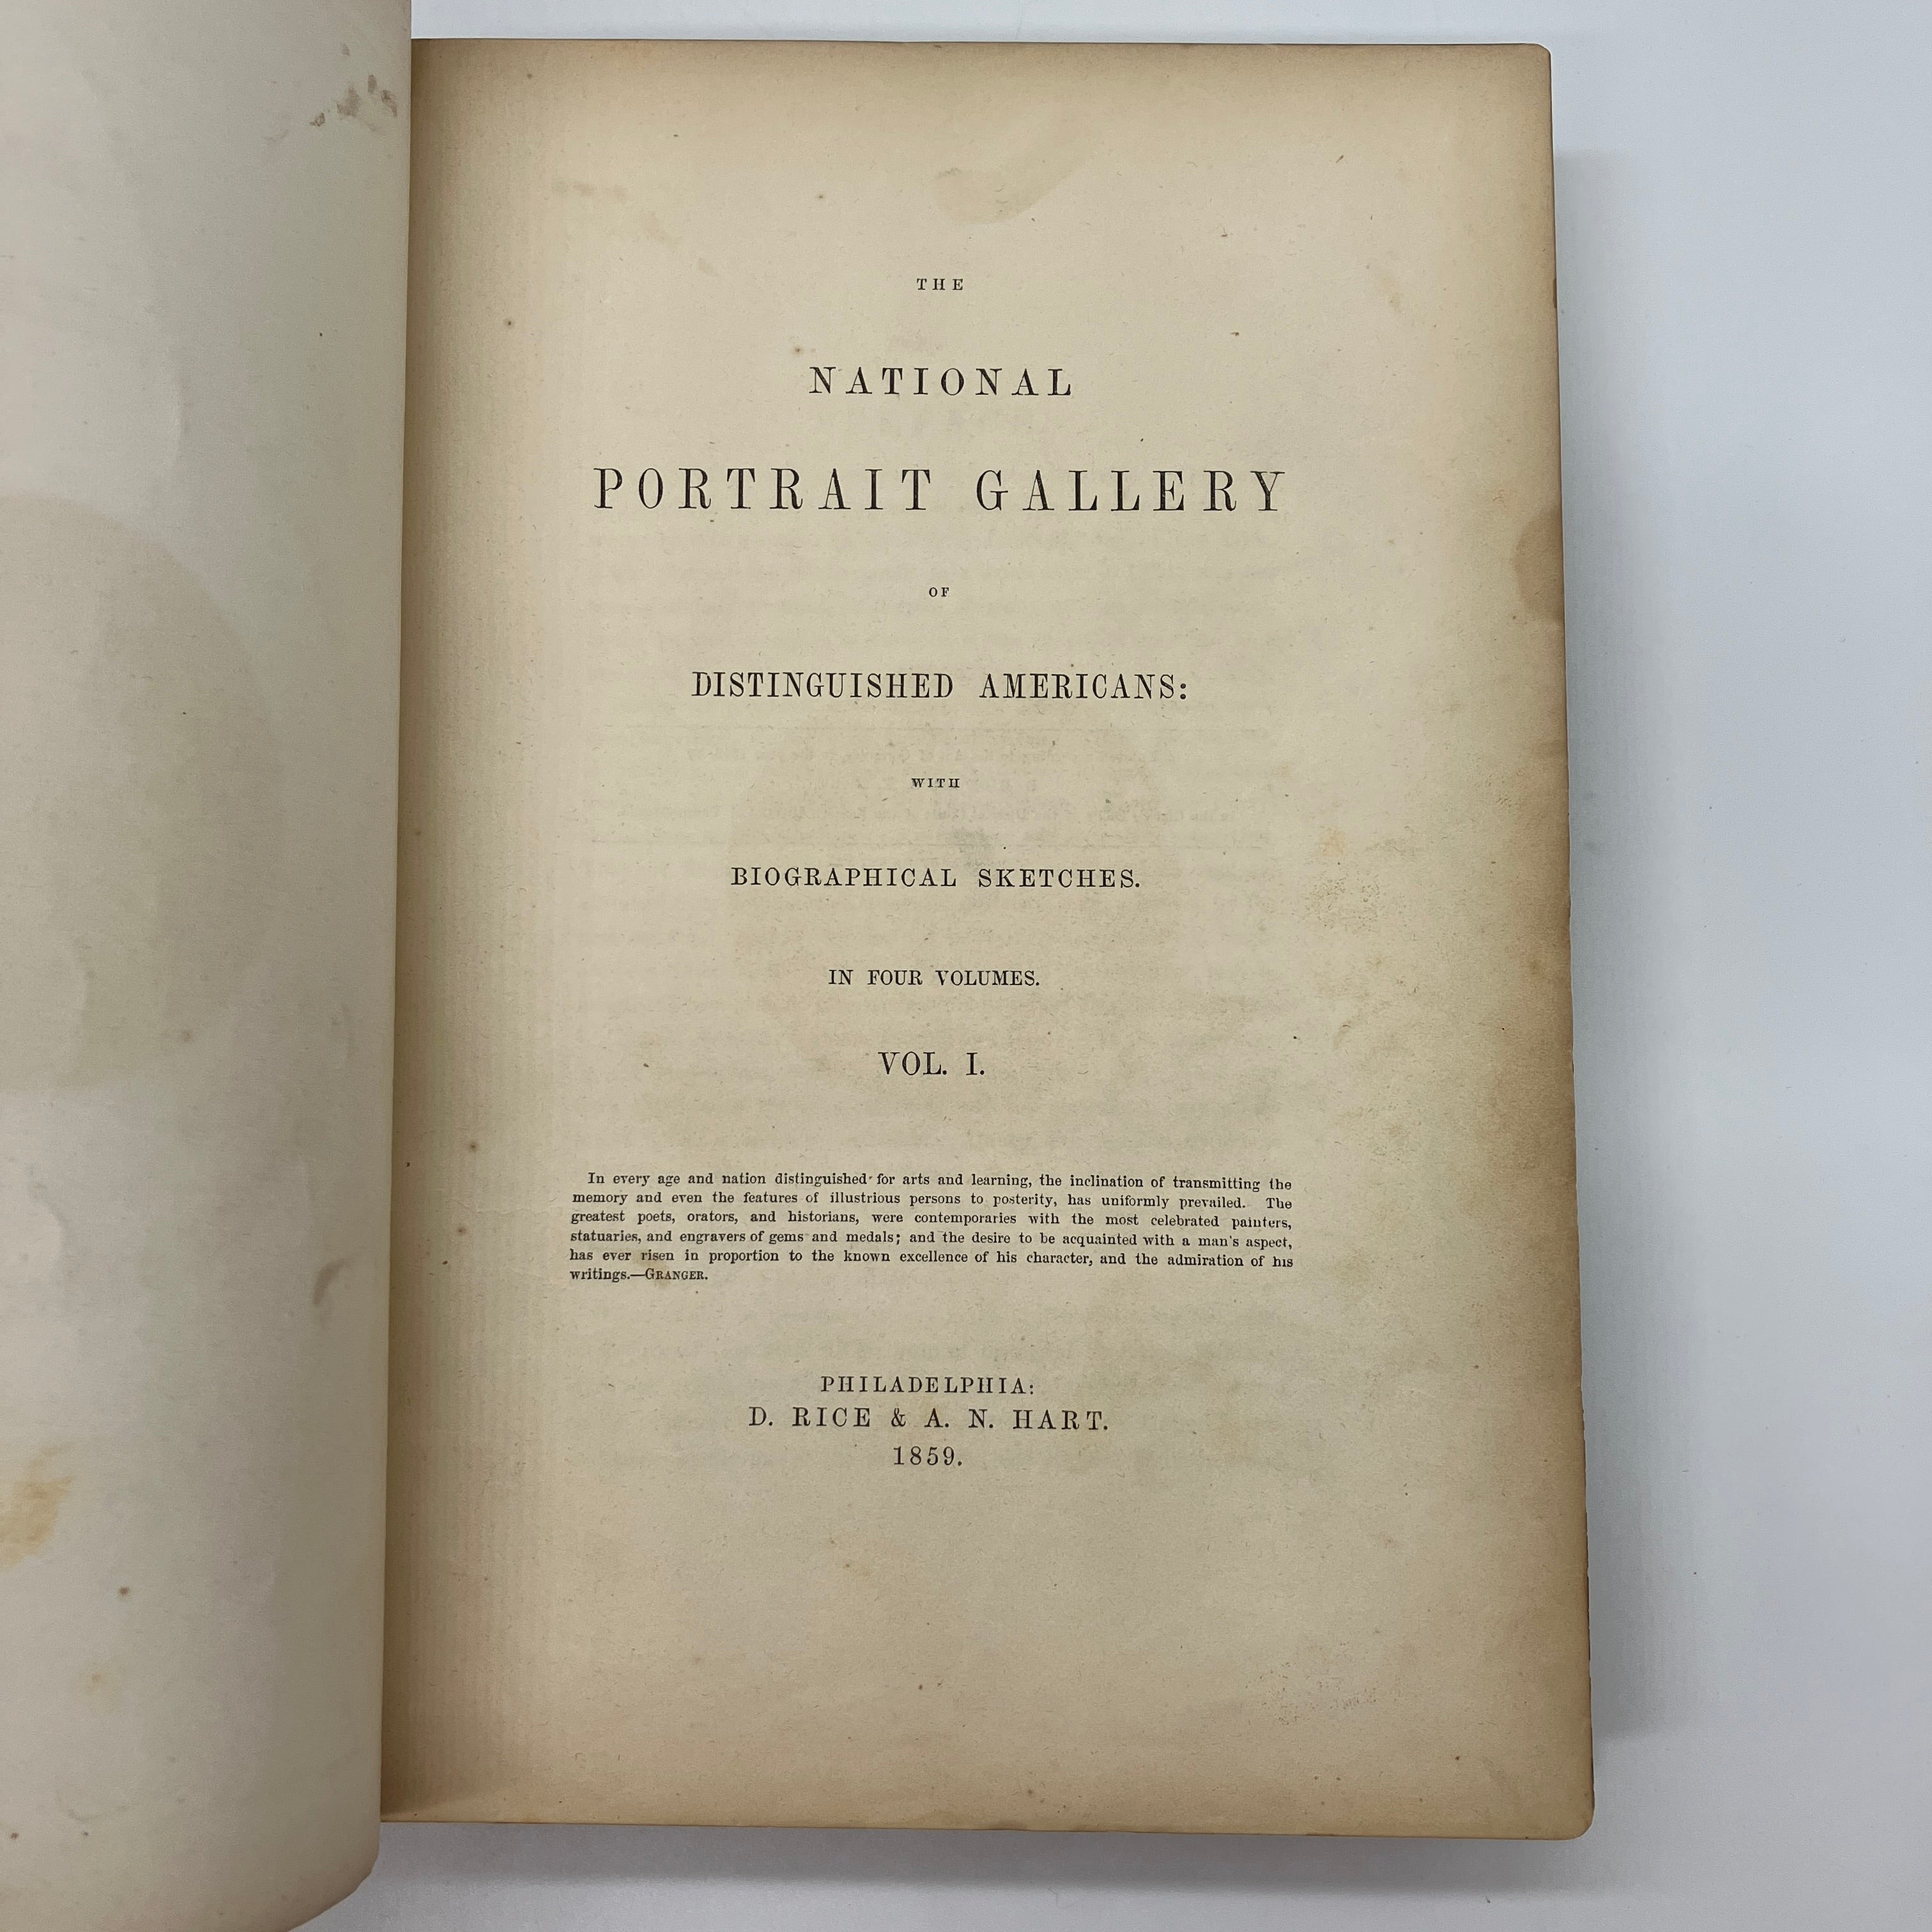 THE
NATIONAL
PORTRAIT GALLERY
OF
DISTINGUISHED AMERICANS:
WITH
BIOGRAPHICAL SKETCHES.
IN FOUR VOLUMES.
VOL. I.
In every age and nation distinguished for arts and learning, the inclination of transmitting the
memory and even the features of illustrious persons to posterity, has uniformly prevailed. The
greatest poets, orators, and historians, were contemporaries with the most celebrated painters,
statuaries, and engravers of gems and medals; and the desire to be acquainted with a man's aspect,
has ever risen in proportion to the known excellence of his character, and the admiration of his
writings.—GRANGER.
PHILADELPHIA:
D. RICE & A. N. HART.
1859.